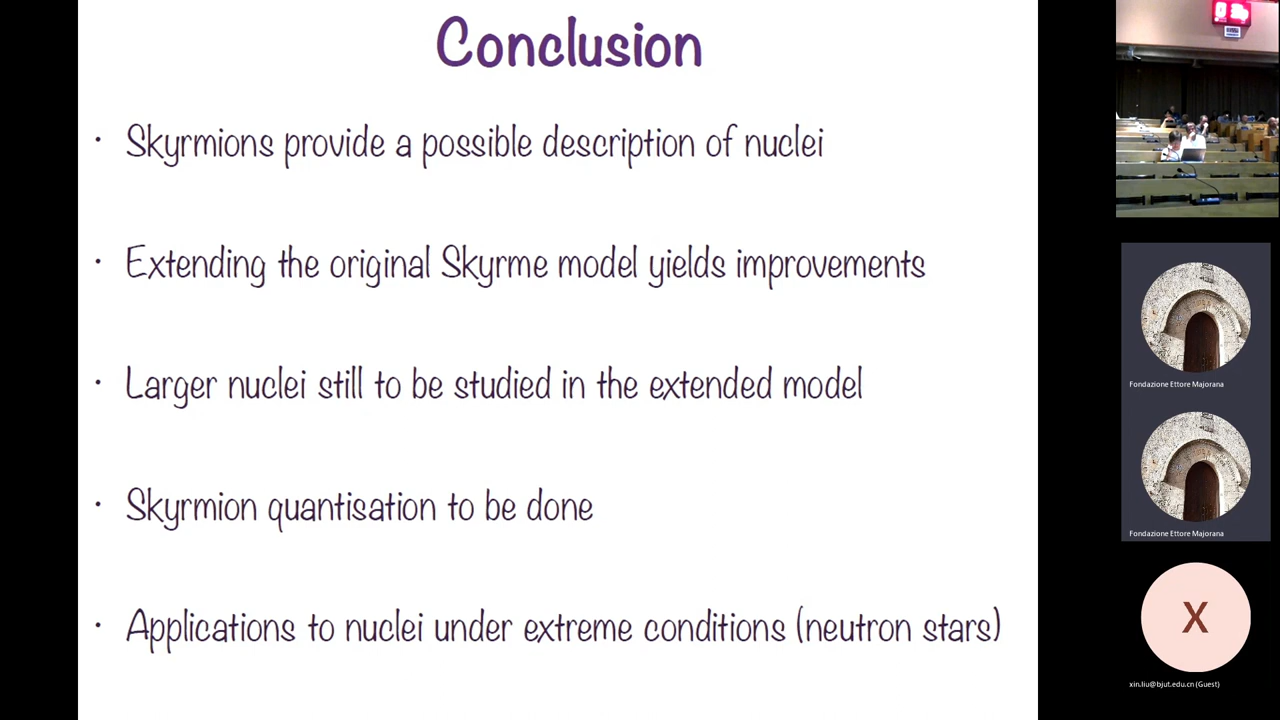 Conclusion
· Skyrmions provide a possible description of nuclei
· Extending the original Skyrme model yields improvements
· Larger nuclei still to be studied in the extended model
· Skyrmion quantisation to be done
· Applications to nuclei under extreme conditions (neutron stars)
Fondazione Ettore Majorana
Fondazione Ettore Majorana
X
xin.liu@bjut.edu.cn (Guest)